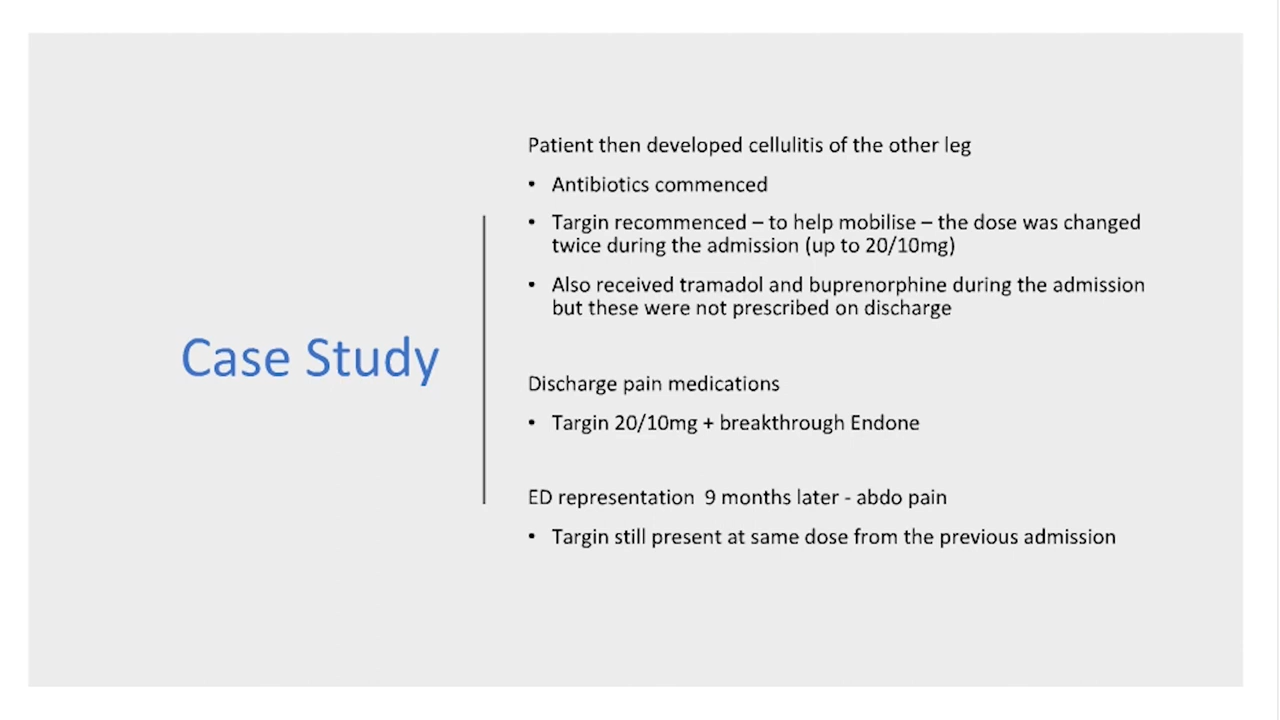 Case Study
Patient then developed cellulitis of the other leg
• Antibiotics commenced
• Targin recommenced – to help mobilise – the dose was changed
twice during the admission (up to 20/10mg)
• Also received tramadol and buprenorphine during the admission
but these were not prescribed on discharge
Discharge pain medications
• Targin 20/10mg + breakthrough Endone
ED representation  9 months later - abdo pain
• Targin still present at same dose from the previous admission